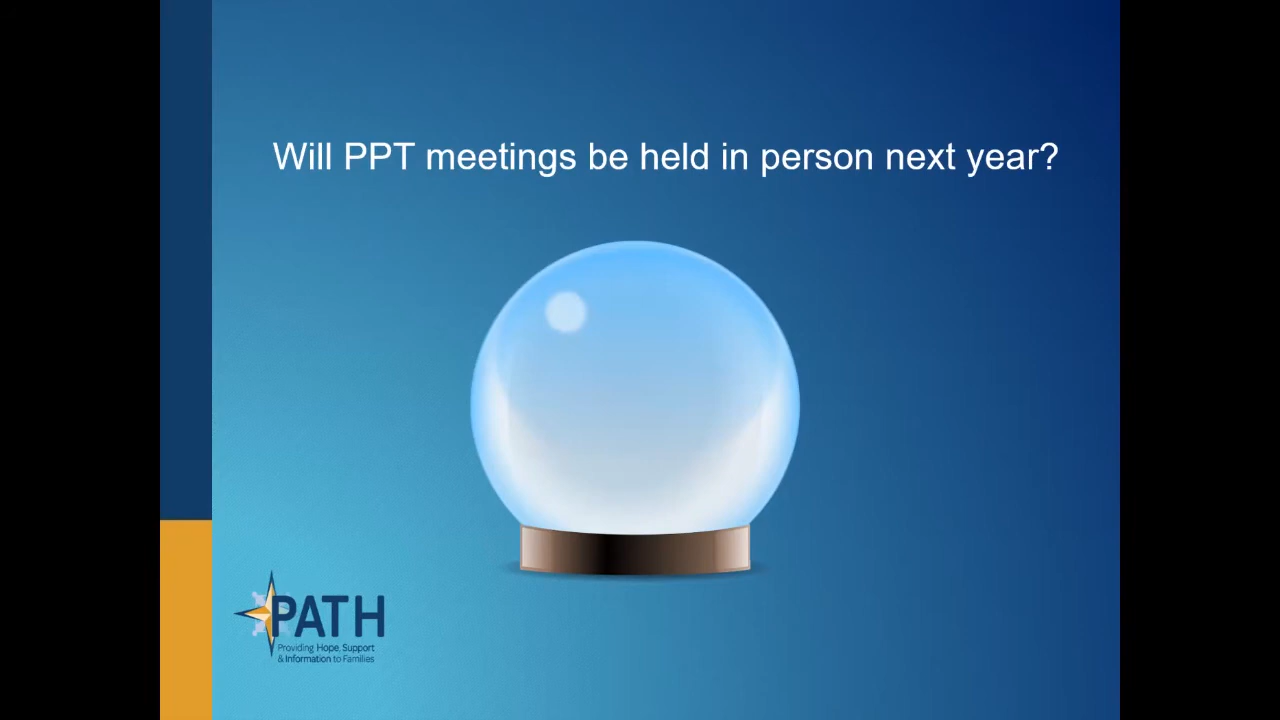 Will PPT meetings be held in person next year?
PATH
Providing Hope, Support
& Information to Families